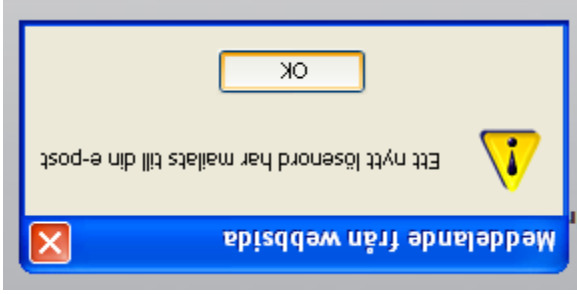 Meddelande från webbsida
Ett nytt lösenord har mailats till din e-post
OK